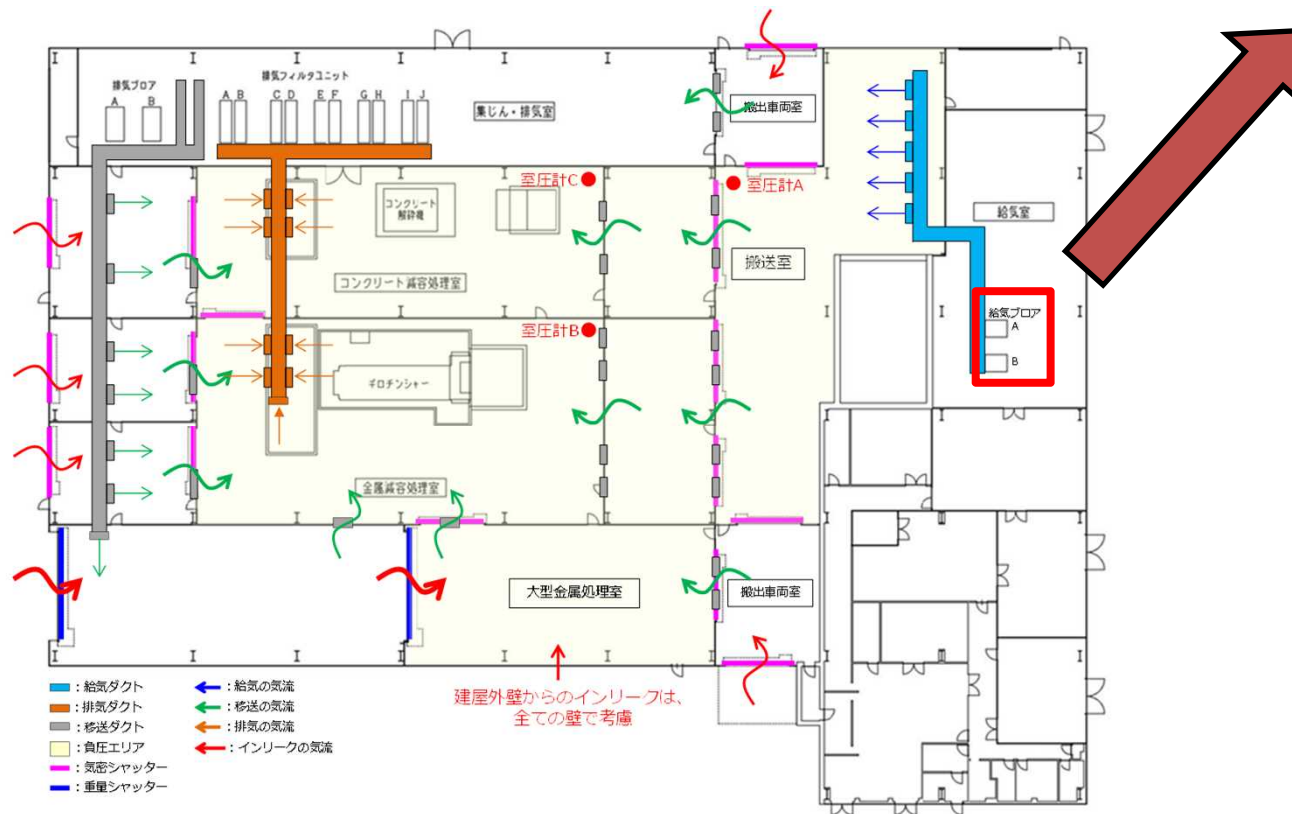 排気ブロア
A B
排気フィルタユニット
A B C D E F G H I J
集じん・排気室
搬出車両室
室圧計C
室圧計A
コンクリート
解砕機
給気室
搬送室
コンクリート減容処理室
室圧計B
給気ブロア
A
B
ギロチンシャー
金属減容処理室
大型金属処理室
搬出車両室
建屋外壁からのインリークは、
全ての壁で考慮
:給気ダクト
:排気ダクト
:移送ダクト
:負圧エリア
:気密シャッター
:重量シャッター
:給気の気流
:移送の気流
:排気の気流
:インリークの気流